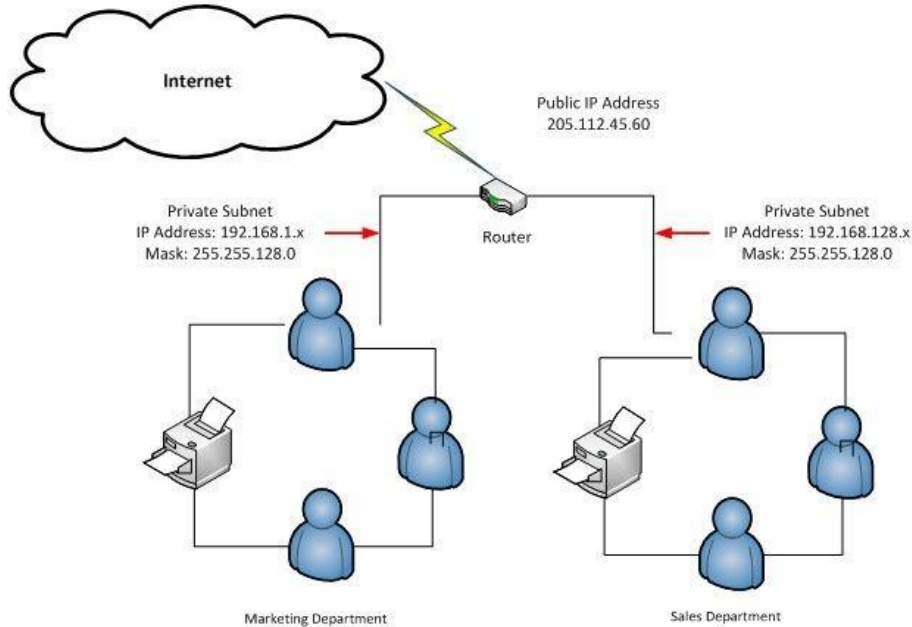 Internet
Public IP Address
205.112.45.60
Private Subnet
IP Address: 192.168.1.x
Mask: 255.255.128.0
Router
Private Subnet
IP Address: 192.168.128.x
Mask: 255.255.128.0
Marketing Department
Sales Department